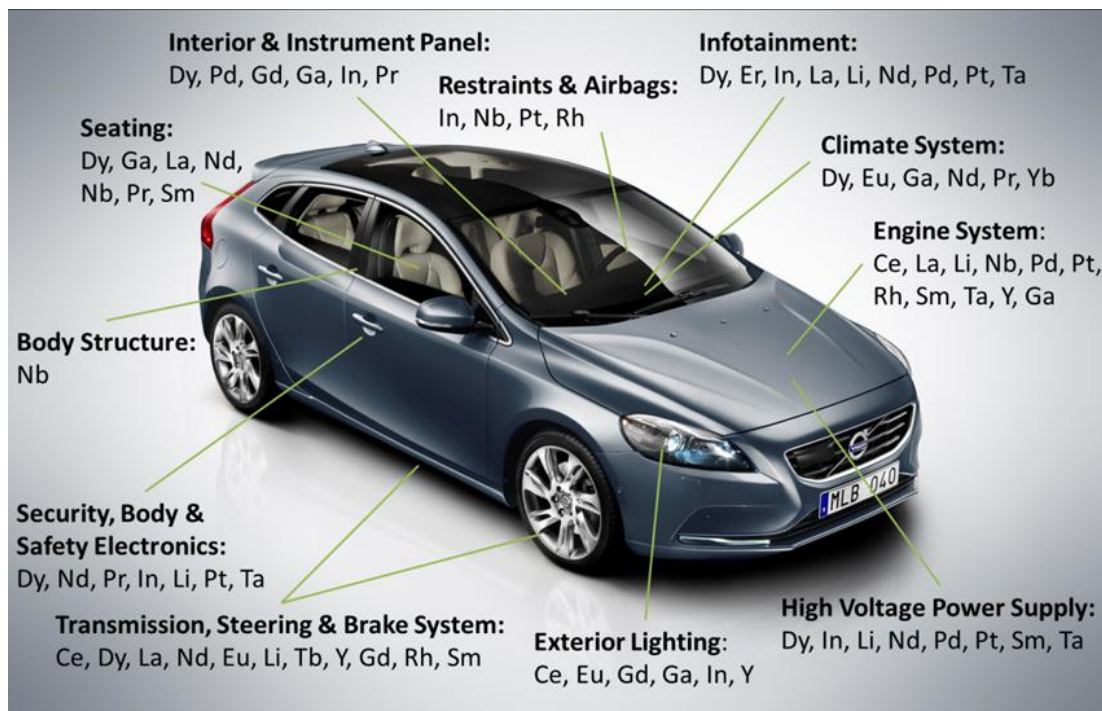 Interior & Instrument Panel:
Dy, Pd, Gd, Ga, In, Pr
Infotainment:
Dy, Er, In, La, Li, Nd, Pd, Pt, Ta
Restraints & Airbags:
In, Nb, Pt, Rh
Seating:
Dy, Ga, La, Nd,
Nb, Pr, Sm
Climate System:
Dy, Eu, Ga, Nd, Pr, Yb
Engine System:
Ce, La, Li, Nb, Pd, Pt,
Rh, Sm, Ta, Y, Ga
Body Structure:
Nb
MLB 040
Security, Body &
Safety Electronics:
Dy, Nd, Pr, In, Li, Pt, Ta
Transmission, Steering & Brake System:
Ce, Dy, La, Nd, Eu, Li, Tb, Y, Gd, Rh, Sm
Exterior Lighting:
Ce, Eu, Gd, Ga, In, Y
High Voltage Power Supply:
Dy, In, Li, Nd, Pd, Pt, Sm, Ta